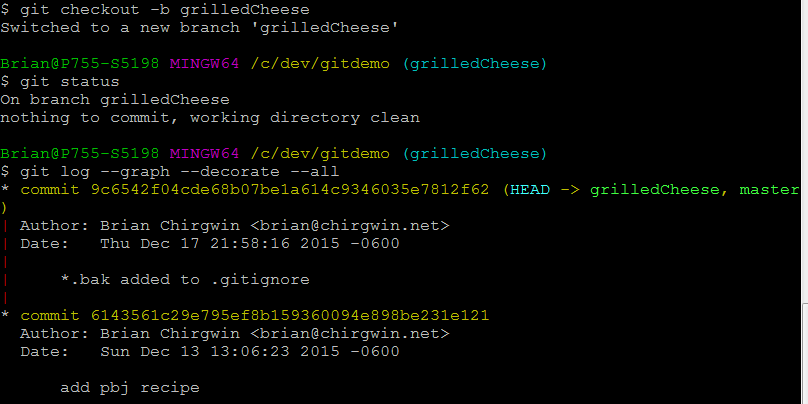 $ git checkout -b grilledCheese
Switched to a new branch 'grilledCheese'
Brian@P755-S5198 MINGW64 /c/dev/gitdemo (grilledCheese)
$ git status
On branch grilledCheese
nothing to commit, working directory clean
Brian@P755-S5198 MINGW64 /c/dev/gitdemo (grilledCheese)
$ git log --graph --decorate --all
* commit 9c6542f04cde68b07be1a614c9346035e7812f62 (HEAD -> grilledCheese, master
)
| Author: Brian Chirgwin <brian@chirgwin.net>
| Date:   Thu Dec 17 21:58:16 2015 -0600
|
|     *.bak added to .gitignore
|
* commit 6143561c29e795ef8b159360094e898be231e121
  Author: Brian Chirgwin <brian@chirgwin.net>
  Date:   Sun Dec 13 13:06:23 2015 -0600
      add pbj recipe